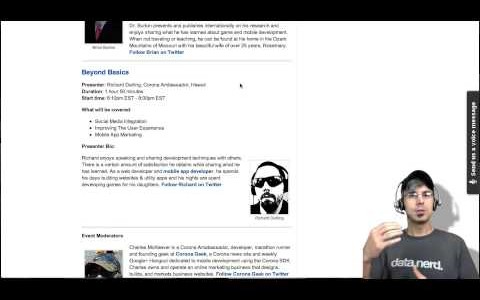 Dr. Burton presents and publishes internationally on his research and
enjoys sharing what he has learned about game and mobile development.
When not traveling or teaching, he can be found at his home in the Ozark
Mountains of Missouri with his beautiful wife of over 25 years, Rosemary.
Follow Brian on Twitter
Beyond Basics
Presenter: Richard Darling, Corona Ambassador, Hawaii
Duration: 1 hour 50 minutes
Start time: 6:10pm EST - 8:00pm EST
What will be covered:
Social Media Integration
Improving The User Experience
Mobile App Marketing
Presenter Bio:
Richard enjoys speaking and sharing development techniques with others.
There is a certain amount of satisfaction he retains while sharing what
he has learned. As a web developer and mobile app developer, he spends
his days building websites & utility apps and his nights are spent
developing games for his daughters. Follow Richard on Twitter
Richard Darling
Event Moderators
Charles McKeever is a Corona Ambassador, developer, transition runner
and founding geek at Corona Geek, a Corona news site and weekly
Google+ Hangout dedicated to mobile development using the Corona SDK.
Charles owns and operates an online marketing business that designs,
builds, and markets business websites. Follow Corona Geek on Twitter
Send us a voice message
data.nerd.